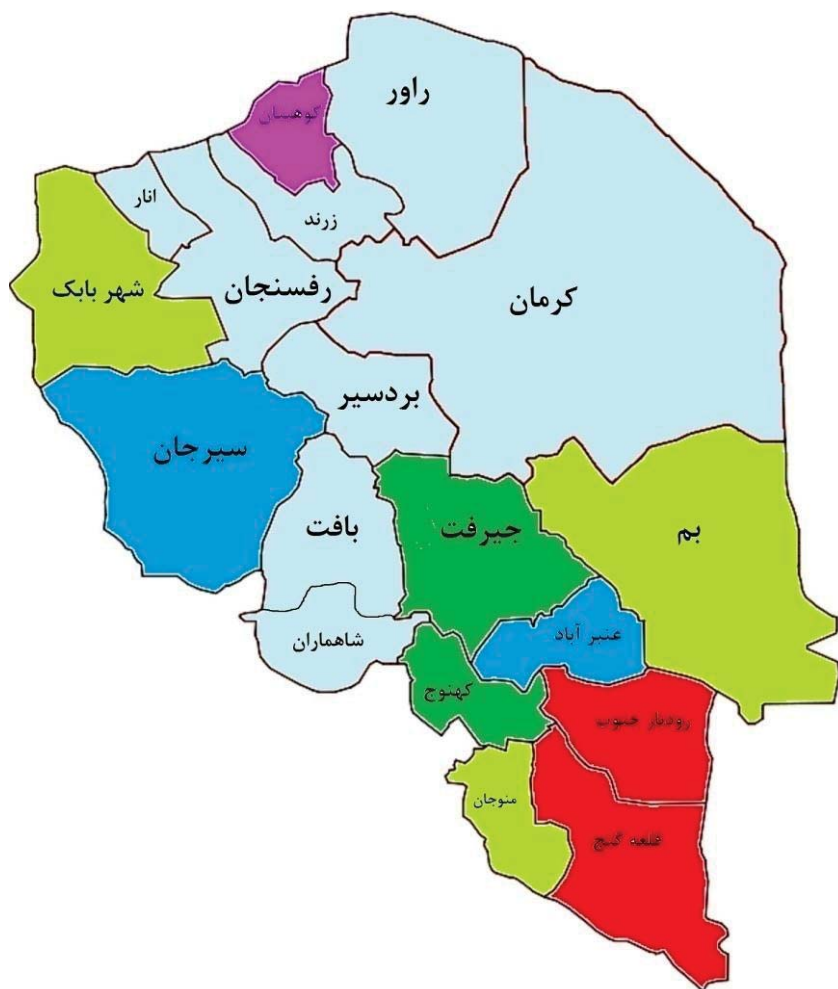 راور
کوهبنان
انار
زرند
شهر بابک
رفسنجان
کرمان
بردسیر
سیرجان
بافت
جیرفت
بم
عنبر آباد
شاهماران
کهنوج
رودبار جنوب
منوجان
قلعه گنج